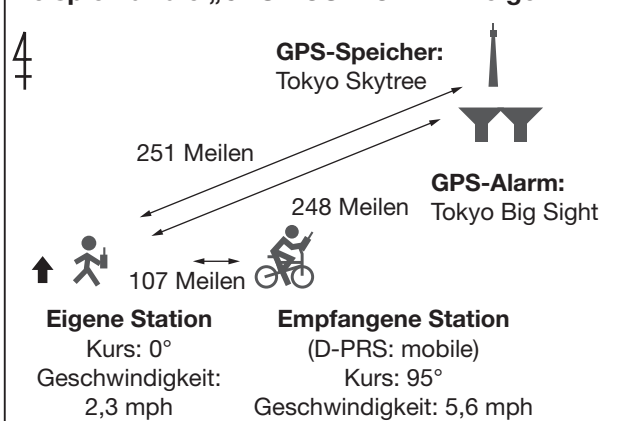 GPS-Speicher:
Tokyo Skytree
251 Meilen
GPS-Alarm:
Tokyo Big Sight
248 Meilen
107 Meilen
Eigene Station
Kurs: 0°
Geschwindigkeit:
2,3 mph
Empfangene Station
(D-PRS: mobile)
Kurs: 95°
Geschwindigkeit: 5,6 mph